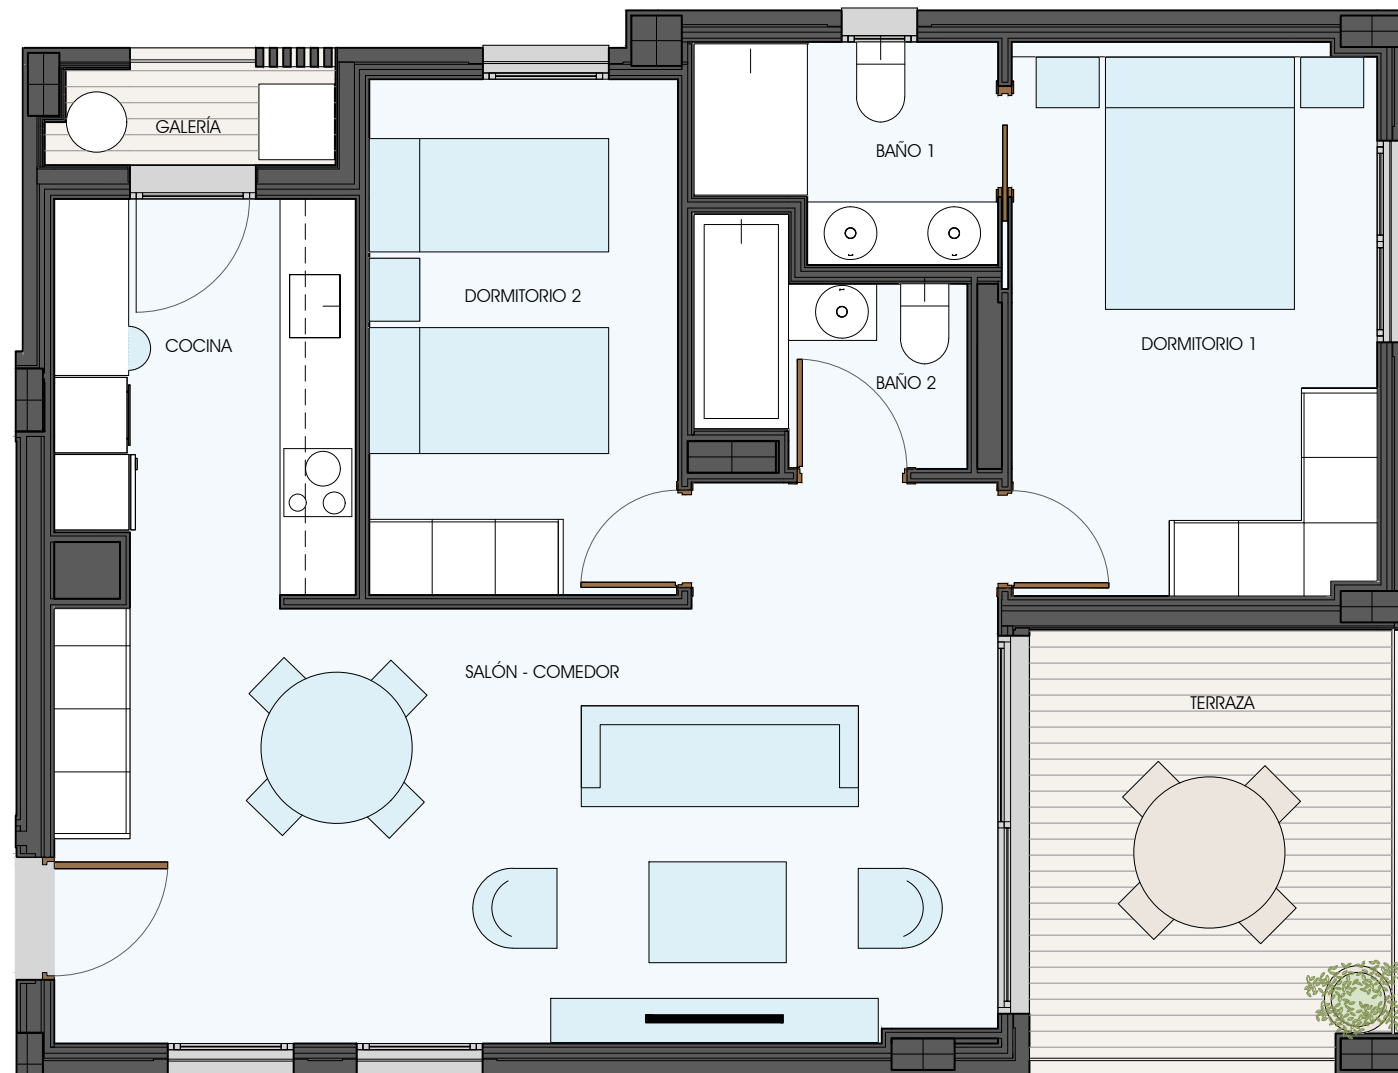 GALERÍA
BAÑO 1
DORMITORIO 2
COCINA
DORMITORIO 1
BAÑO 2
SALÓN - COMEDOR
TERRAZA